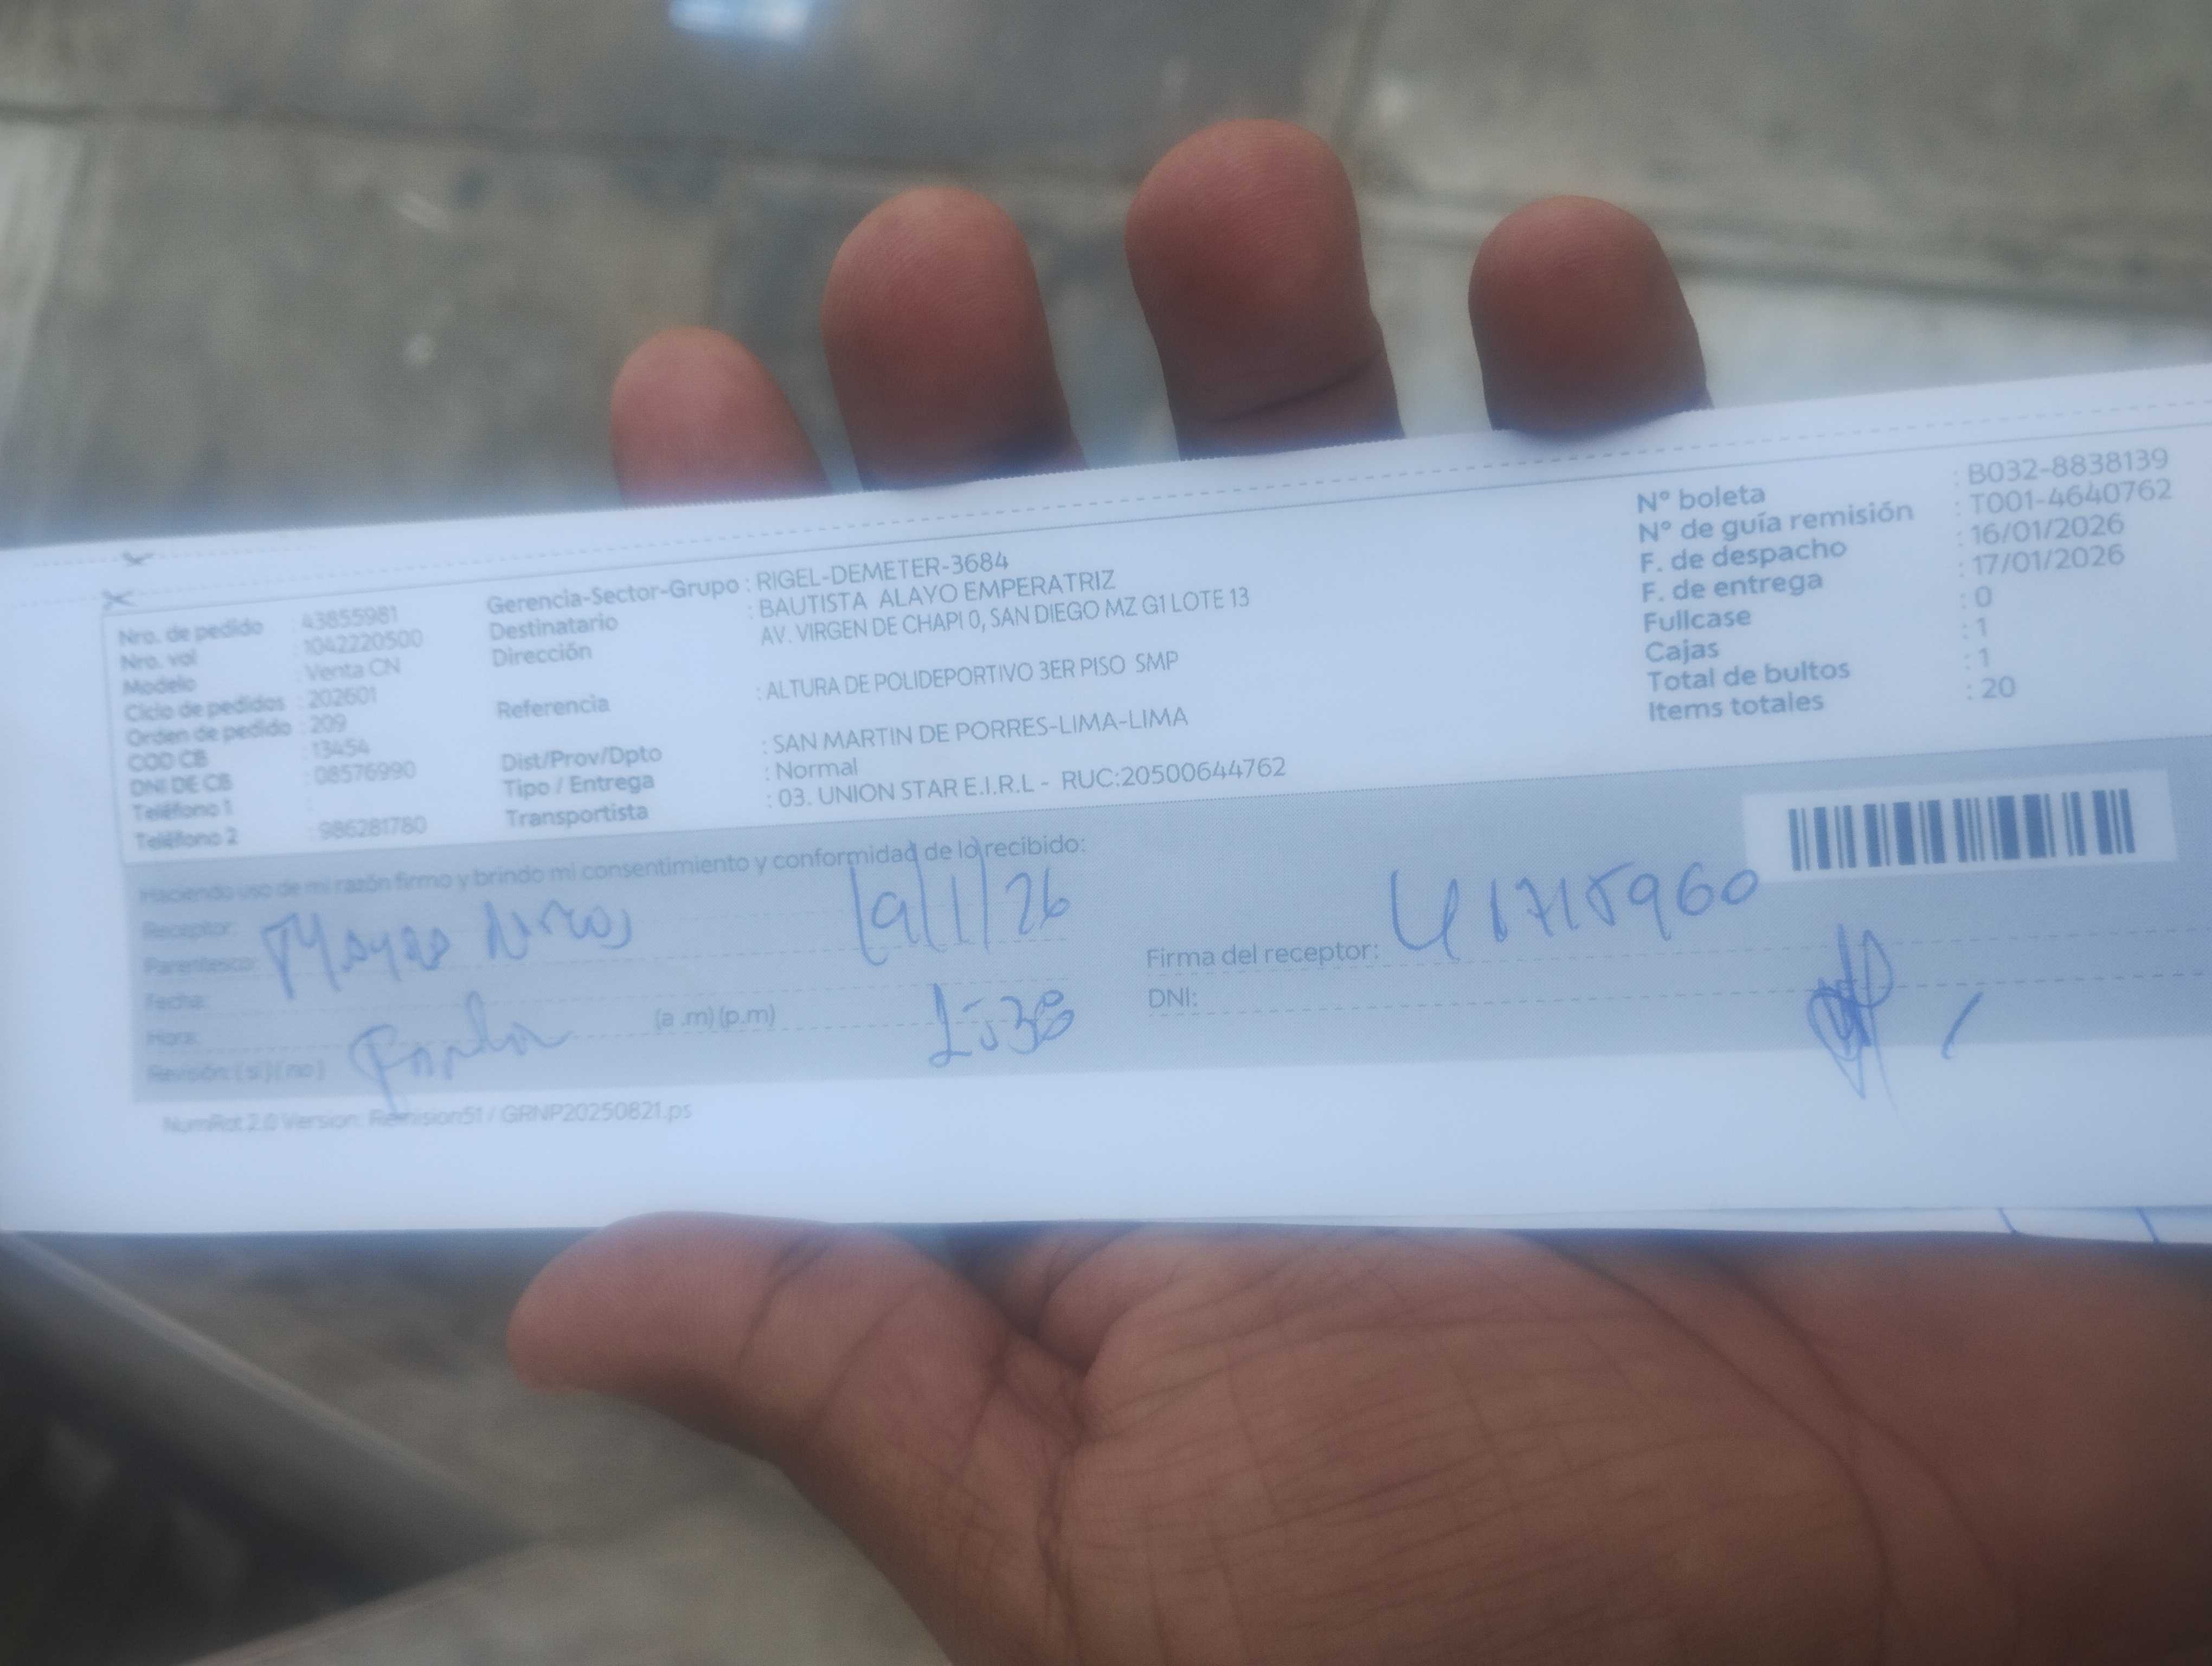 Nro. de pedido : 43855981
Nro. vol : 1042220500
Modelo : Venta CN
Ciclo de pedidos : 202601
Orden de pedido : 209
COD CB : 13454
DNI DE CB : 08576990
Teléfono 1 :
Teléfono 2 : 986281780
Gerencia-Sector-Grupo : RIGEL-DEMETER-3684
Destinatario : BAUTISTA ALAYO EMPERATRIZ
Dirección AV. VIRGEN DE CHAPI 0, SAN DIEGO MZ G1 LOTE 13
Referencia : ALTURA DE POLIDEPORTIVO 3ER PISO SMP
Dist/Prov/Dpto : SAN MARTIN DE PORRES-LIMA-LIMA
Tipo / Entrega : Normal
Transportista : 03. UNION STAR E.I.R.L - RUC:20500644762
N° boleta : B032-8838139
N° de guía remisión : T001-4640762
F. de despacho : 16/01/2026
F. de entrega : 17/01/2026
Fullcase : 0
Cajas : 1
Total de bultos : 1
Items totales : 20
Haciendo uso de mi razón firmo y brindo mi consentimiento y conformidad de lo recibido:
Receptor:
Parentesco:
Fecha: 19/1/26
Hora: (a .m) (p.m)
Revisión: ( si ) ( no )
Firma del receptor:
DNI:
NumRot 2.0 Version: Remision51 / GRNP20250821.ps